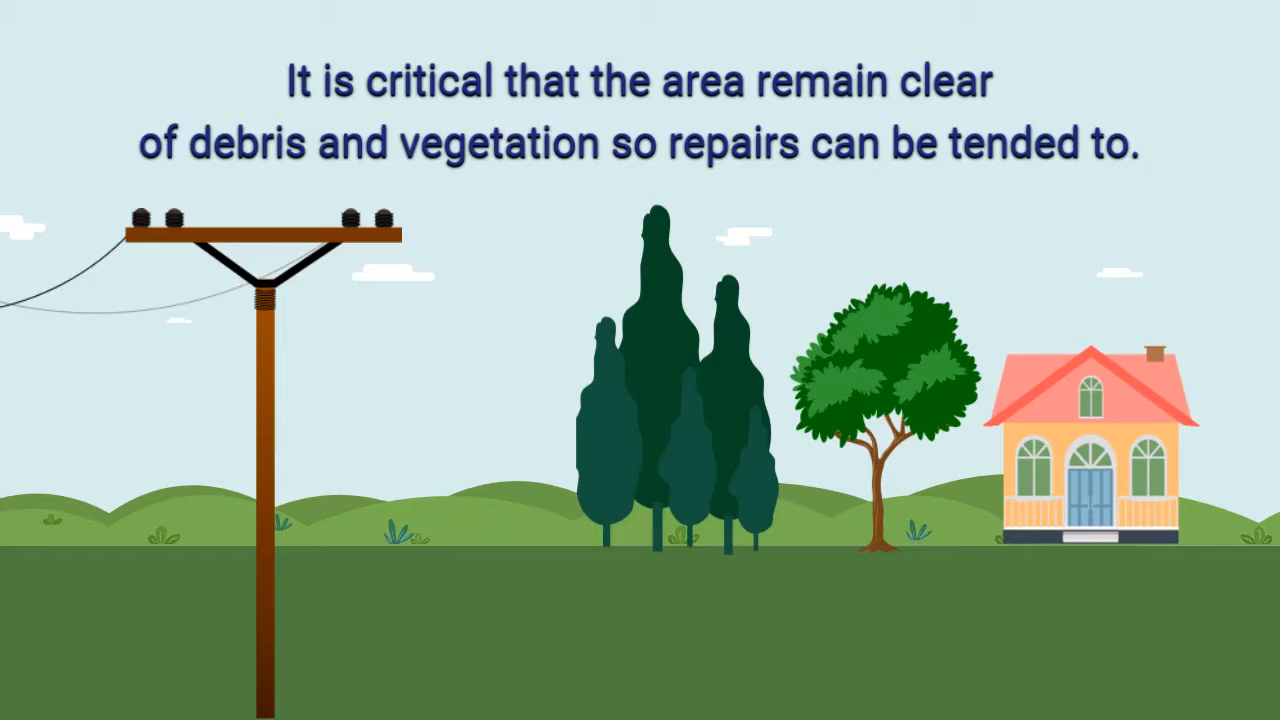 It is critical that the area remain clear
of debris and vegetation so repairs can be tended to.